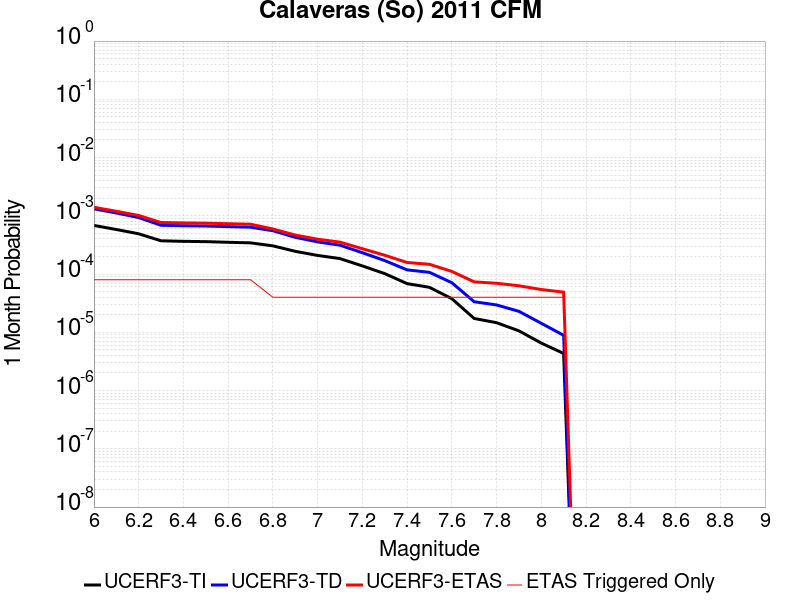 Calaveras (So) 2011 CFM
10 0
10 -1
10 -2
10 -3
10 -4
10 -5
10 -6
10 -7
10 -8
1 Month Probability
6 6.2 6.4 6.6 6.8 7 7.2 7.4 7.6 7.8 8 8.2 8.4 8.6 8.8 9
Magnitude
UCERF3-TI UCERF3-TD UCERF3-ETAS ETAS Triggered Only